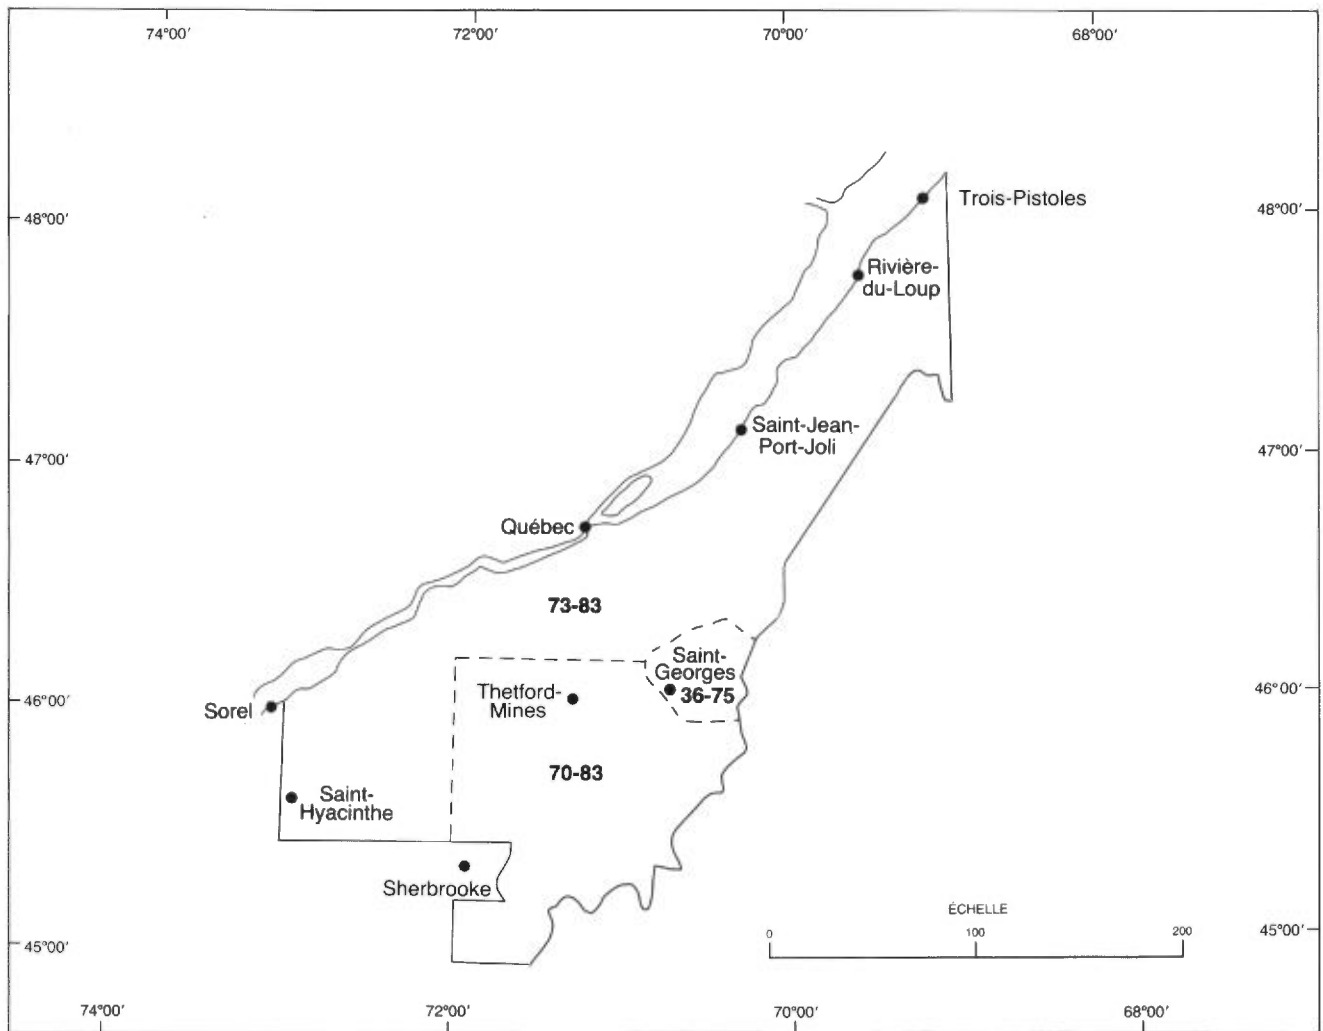 74°00′ 72°00′ 70°00′ 68°00′
48°00′
48°00′
Trois-Pistoles
Rivière-
du-Loup
Saint-Jean-
Port-Joli
47°00′
47°00′
Québec
73-83
Saint-
Georges
36-75
Thetford-
Mines
46°00′
46°00′
Sorel
70-83
Saint-
Hyacinthe
Sherbrooke
ÉCHELLE
0 100 200
45°00′
45°00′
74°00′ 72°00′ 70°00′ 68°00′